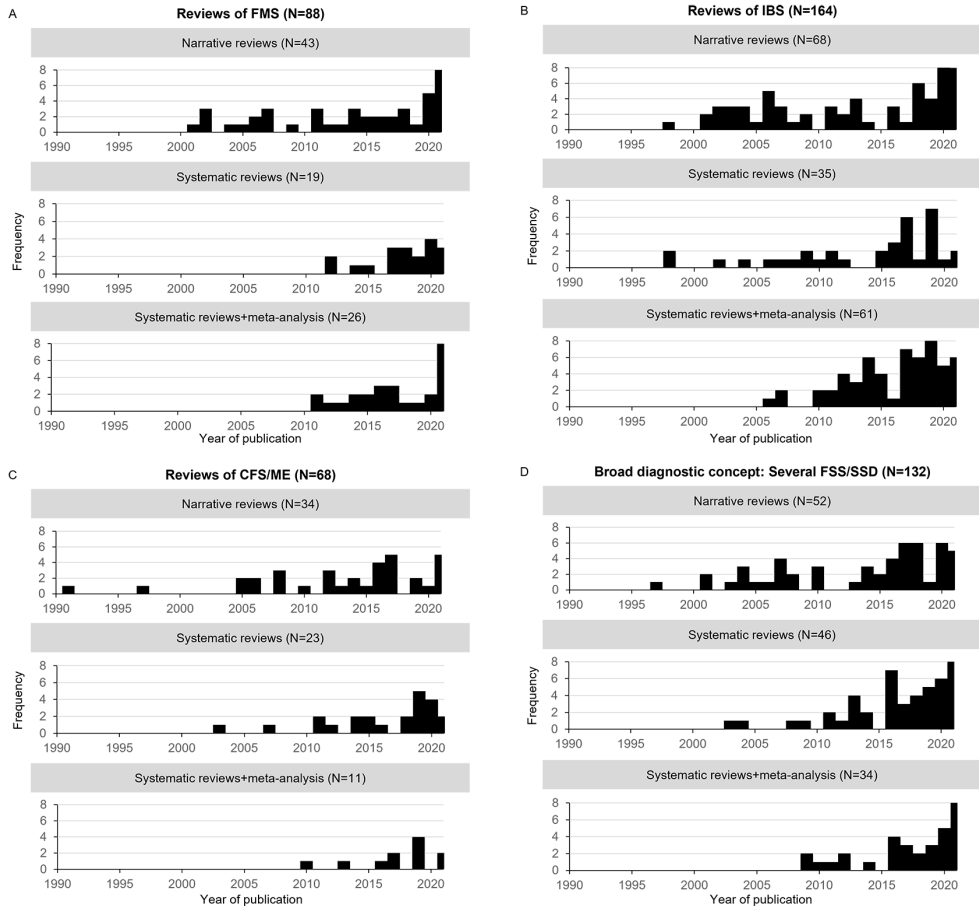 A
Reviews of FMS (N=88)
Narrative reviews (N=43)
8
6
4
2
0
1990 1995 2000 2005 2010 2015 2020
Systematic reviews (N=19)
Frequency
8
6
4
2
0
1990 1995 2000 2005 2010 2015 2020
Systematic reviews+meta-analysis (N=26)
8
6
4
2
0
1990 1995 2000 2005 2010 2015 2020
Year of publication
B
Reviews of IBS (N=164)
Narrative reviews (N=68)
8
6
4
2
0
1990 1995 2000 2005 2010 2015 2020
Systematic reviews (N=35)
Frequency
8
6
4
2
0
1990 1995 2000 2005 2010 2015 2020
Systematic reviews+meta-analysis (N=61)
8
6
4
2
0
1990 1995 2000 2005 2010 2015 2020
Year of publication
C
Reviews of CFS/ME (N=68)
Narrative reviews (N=34)
8
6
4
2
0
1990 1995 2000 2005 2010 2015 2020
Systematic reviews (N=23)
Frequency
8
6
4
2
0
1990 1995 2000 2005 2010 2015 2020
Systematic reviews+meta-analysis (N=11)
8
6
4
2
0
1990 1995 2000 2005 2010 2015 2020
Year of publication
D
Broad diagnostic concept: Several FSS/SSD (N=132)
Narrative reviews (N=52)
8
6
4
2
0
1990 1995 2000 2005 2010 2015 2020
Systematic reviews (N=46)
Frequency
8
6
4
2
0
1990 1995 2000 2005 2010 2015 2020
Systematic reviews+meta-analysis (N=34)
8
6
4
2
0
1990 1995 2000 2005 2010 2015 2020
Year of publication